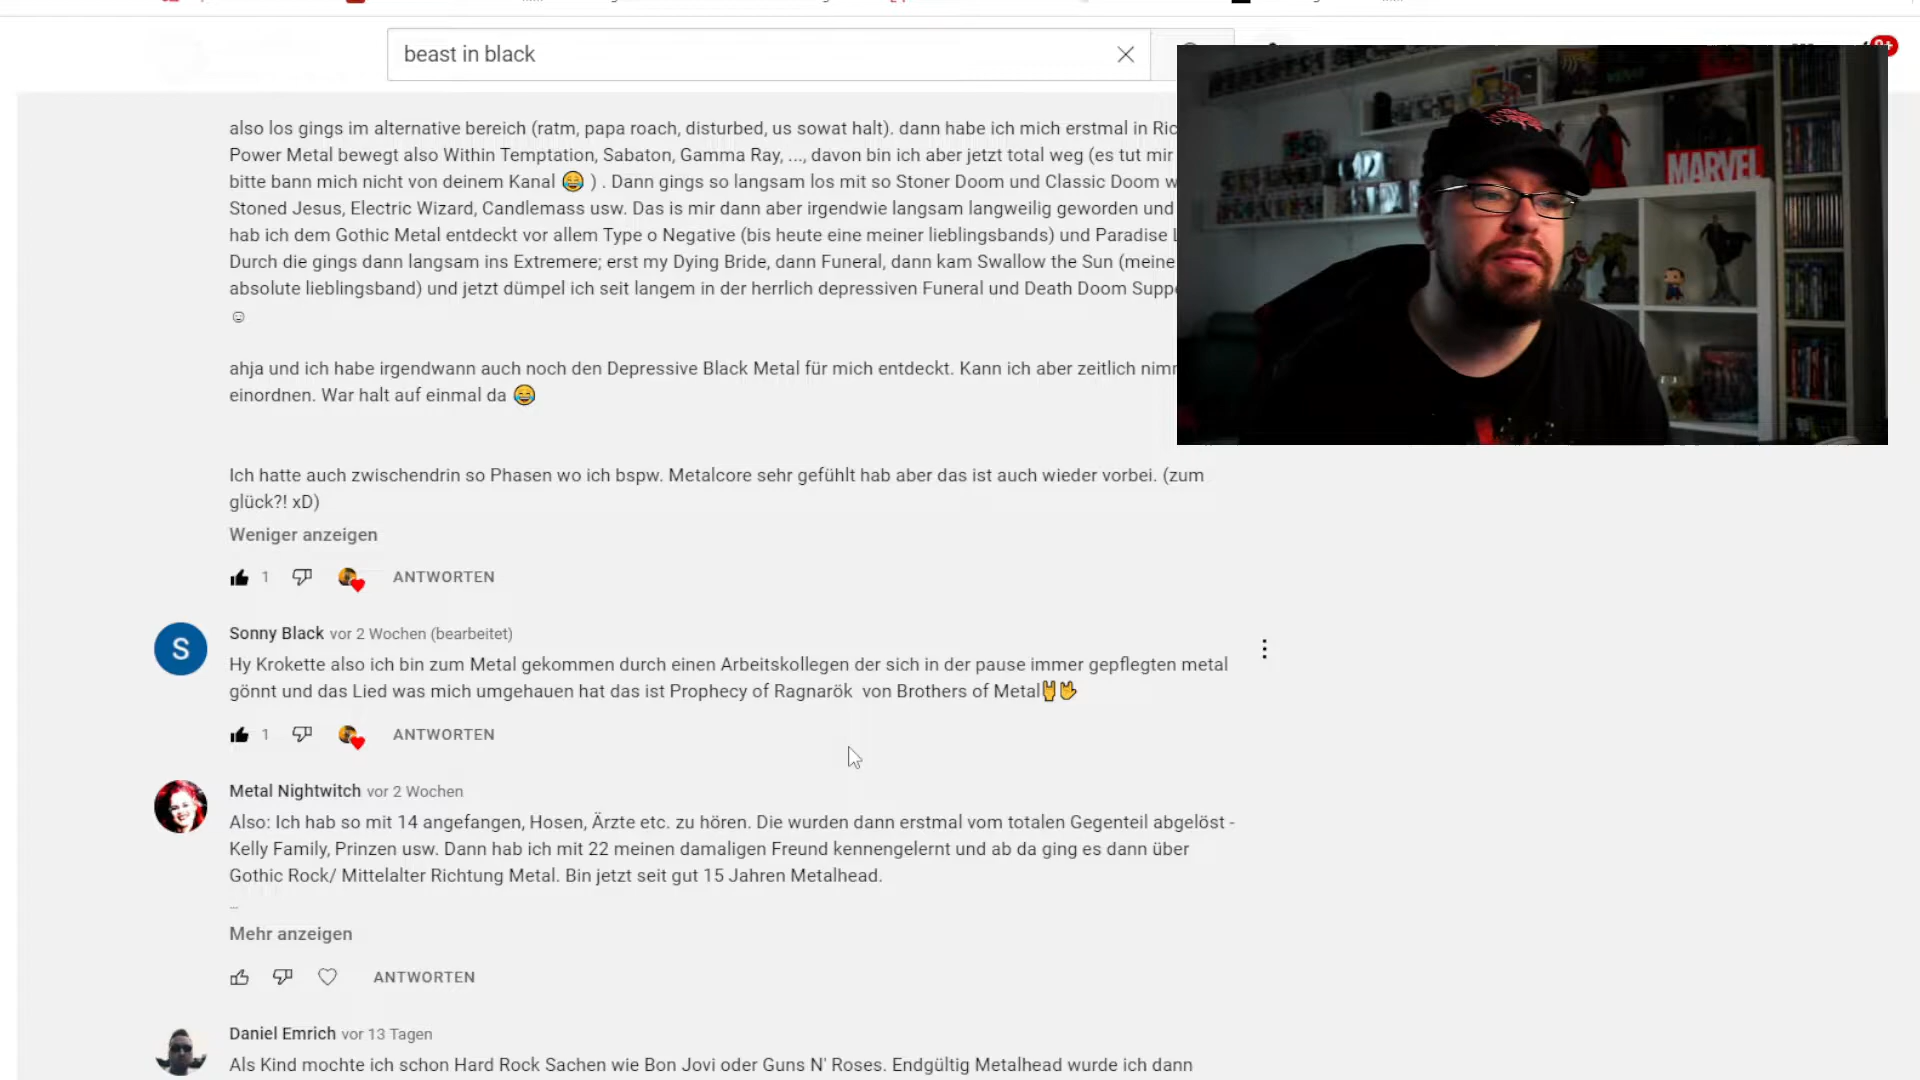 beast in black
9+
also los gings im alternative bereich (ratm, papa roach, disturbed, us sowat halt). dann habe ich mich erstmal in Ric
Power Metal bewegt also Within Temptation, Sabaton, Gamma Ray, ..., davon bin ich aber jetzt total weg (es tut mir
bitte bann mich nicht von deinem Kanal 😂 ) . Dann gings so langsam los mit so Stoner Doom und Classic Doom w
Stoned Jesus, Electric Wizard, Candlemass usw. Das is mir dann aber irgendwie langsam langweilig geworden und
hab ich dem Gothic Metal entdeckt vor allem Type o Negative (bis heute eine meiner lieblingsbands) und Paradise L
Durch die gings dann langsam ins Extremere; erst my Dying Bride, dann Funeral, dann kam Swallow the Sun (meine
absolute lieblingsband) und jetzt dümpel ich seit langem in der herrlich depressiven Funeral und Death Doom Supp
☺
ahja und ich habe irgendwann auch noch den Depressive Black Metal für mich entdeckt. Kann ich aber zeitlich nim
einordnen. War halt auf einmal da 😂
Ich hatte auch zwischendrin so Phasen wo ich bspw. Metalcore sehr gefühlt hab aber das ist auch wieder vorbei. (zum
glück?! xD)
Weniger anzeigen
1 ANTWORTEN
S
Sonny Black vor 2 Wochen (bearbeitet)
Hy Krokette also ich bin zum Metal gekommen durch einen Arbeitskollegen der sich in der pause immer gepflegten metal
gönnt und das Lied was mich umgehauen hat das ist Prophecy of Ragnarök von Brothers of Metal🤘🤟
1 ANTWORTEN
Metal Nightwitch vor 2 Wochen
Also: Ich hab so mit 14 angefangen, Hosen, Ärzte etc. zu hören. Die wurden dann erstmal vom totalen Gegenteil abgelöst -
Kelly Family, Prinzen usw. Dann hab ich mit 22 meinen damaligen Freund kennengelernt und ab da ging es dann über
Gothic Rock/ Mittelalter Richtung Metal. Bin jetzt seit gut 15 Jahren Metalhead.
...
Mehr anzeigen
ANTWORTEN
Daniel Emrich vor 13 Tagen
Als Kind mochte ich schon Hard Rock Sachen wie Bon Jovi oder Guns N' Roses. Endgültig Metalhead wurde ich dann
MARVEL